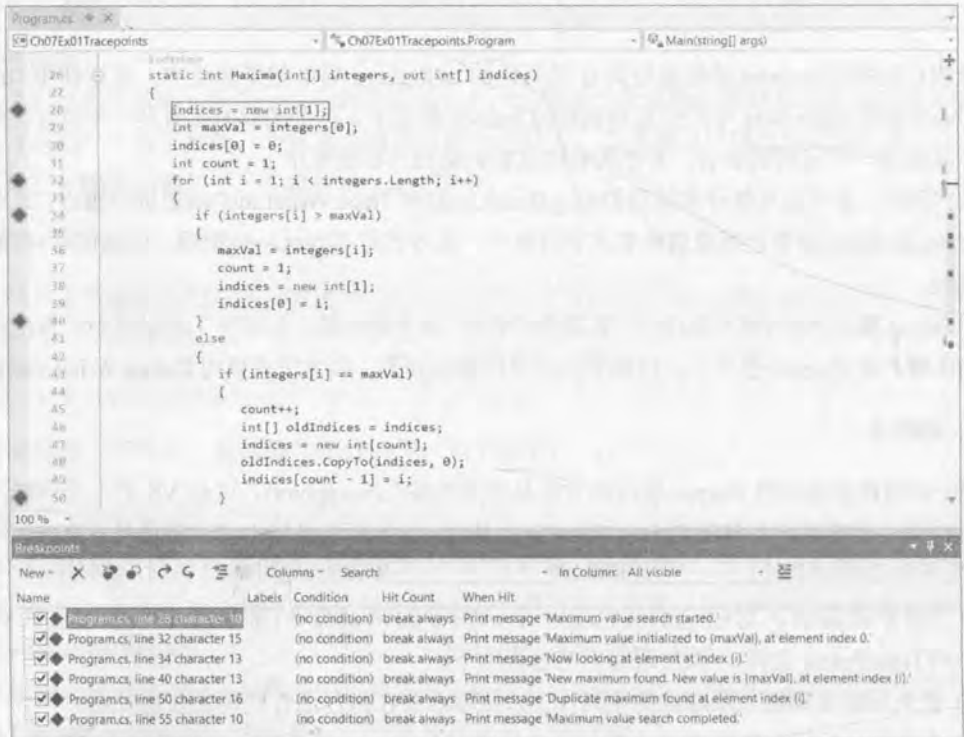 Program.cs
Ch07Ex01Tracepoints
Ch07Ex01Tracepoints.Program
Main(string[] args)
26 static int Maxima(int[] integers, out int[] indices)
27 {
28 indices = new int[1];
29 int maxVal = integers[0];
30 indices[0] = 0;
31 int count = 1;
32 for (int i = 1; i < integers.Length; i++)
33 {
34 if (integers[i] > maxVal)
35 {
36 maxVal = integers[i];
37 count = 1;
38 indices = new int[1];
39 indices[0] = i;
40 }
41 else
42 {
43 if (integers[i] == maxVal)
44 {
45 count++;
46 int[] oldIndices = indices;
47 indices = new int[count];
48 oldIndices.CopyTo(indices, 0);
49 indices[count - 1] = i;
50 }
100 %
Breakpoints
New Columns Search: In Column: All visible
Name Labels Condition Hit Count When Hit
Program.cs, line 28 character 10 (no condition) break always Print message 'Maximum value search started.'
Program.cs, line 32 character 15 (no condition) break always Print message 'Maximum value initialized to {maxVal}, at element index 0.'
Program.cs, line 34 character 13 (no condition) break always Print message 'Now looking at element at index {i}.'
Program.cs, line 40 character 13 (no condition) break always Print message 'New maximum found. New value is {maxVal}, at element index {i}.'
Program.cs, line 50 character 16 (no condition) break always Print message 'Duplicate maximum found at element index {i}.'
Program.cs, line 55 character 10 (no condition) break always Print message 'Maximum value search completed.'